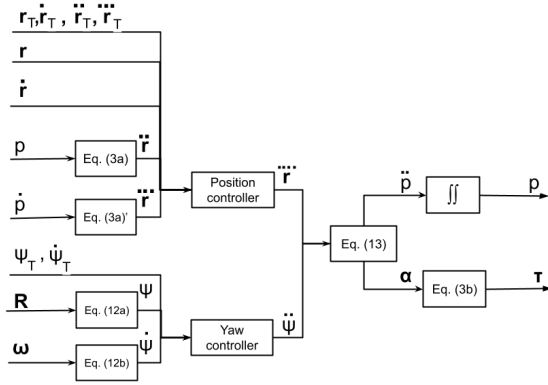 r_T, ṙ_T , r̈_T, r⃛_T
r
ṙ
p
Eq. (3a)
r̈
ṗ
Eq. (3a)'
r⃛
Position
controller
r⃜
ψ_T , ψ̇_T
R
Eq. (12a)
ψ
ω
Eq. (12b)
ψ̇
Yaw
controller
ψ̈
Eq. (13)
p̈
∫∫
p
α
Eq. (3b)
τ